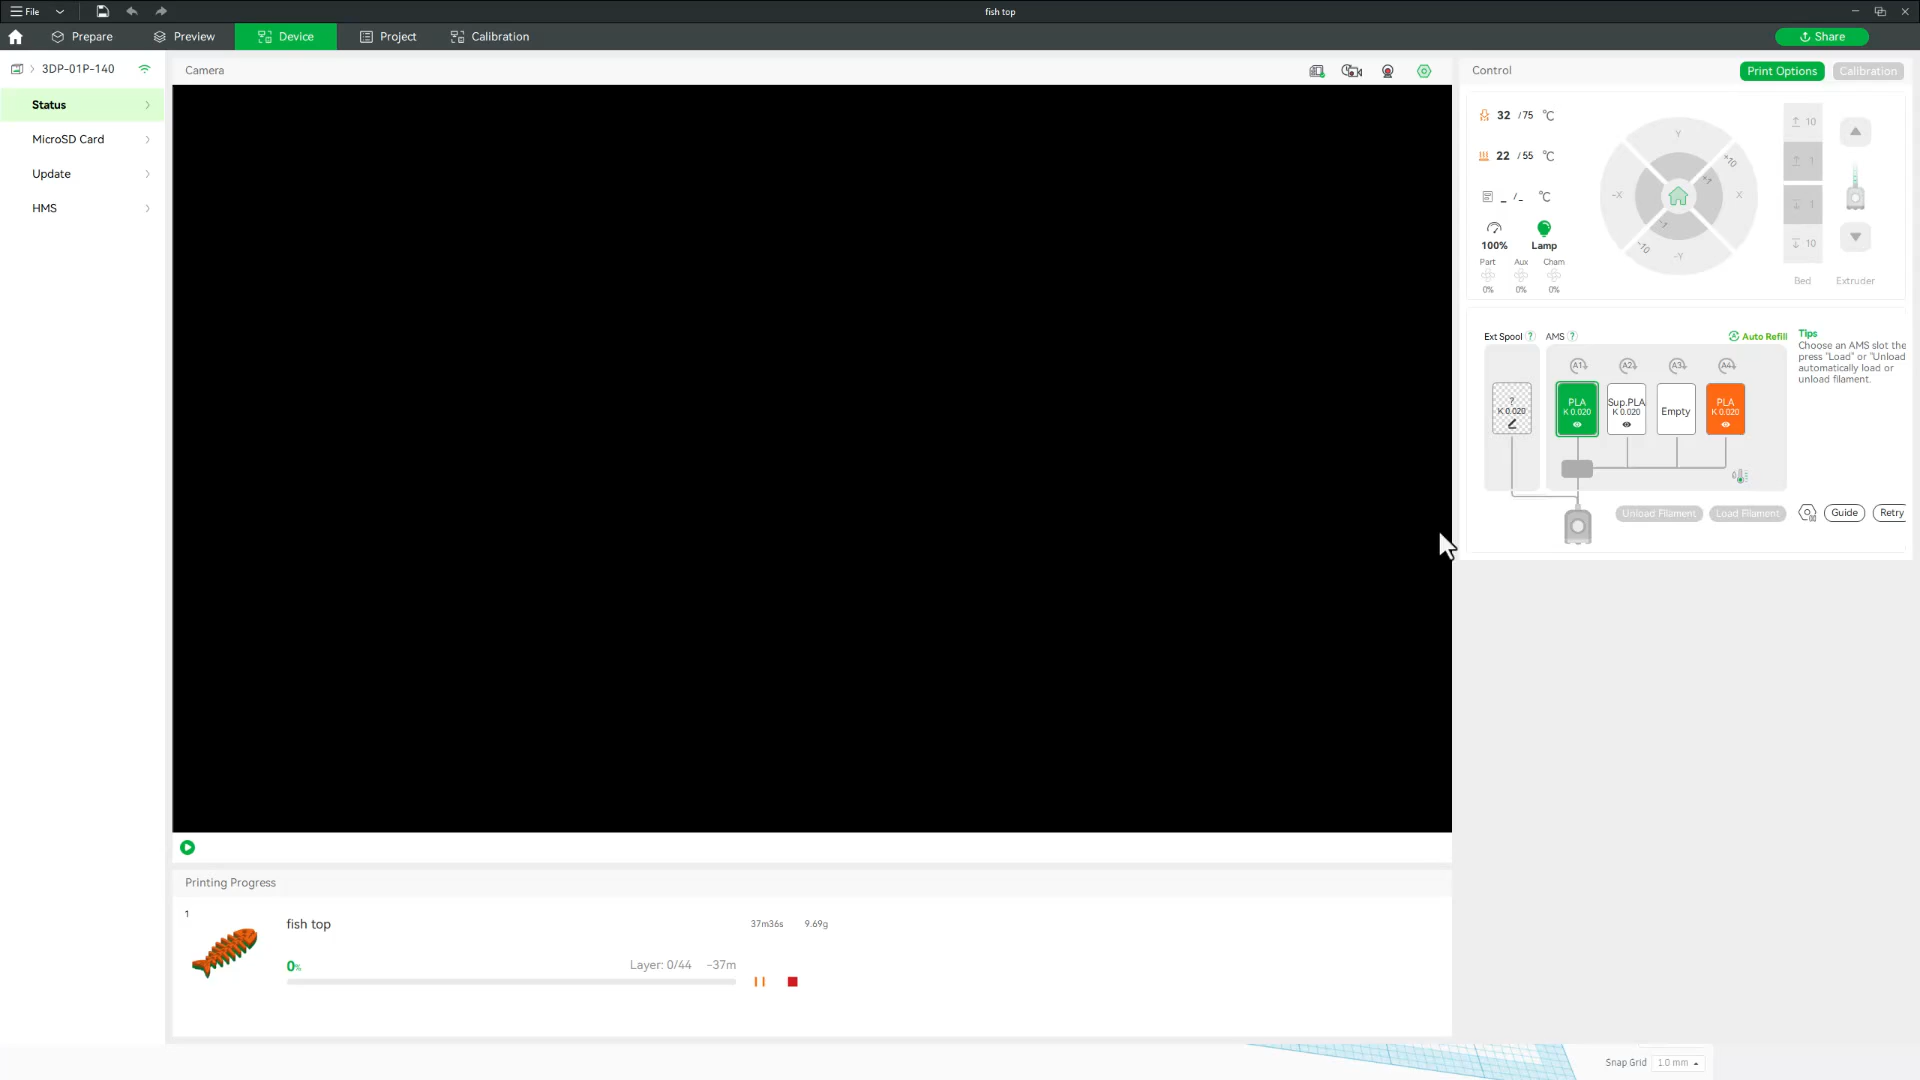 File
fish top
Prepare
Preview
Device
Project
Calibration
Share
3DP-01P-140
Camera
Control
Print Options
Calibration
Status
MicroSD Card
Update
HMS
32 /75 °C
22 /55 °C
_ /_ °C
100%
Lamp
Part Aux Cham
0% 0% 0%
Y
+10
+1
-X
X
-1
-10
-Y
10
1
1
10
Bed
Extruder
Ext Spool ?
AMS ?
Auto Refill
Tips
Choose an AMS slot the
press "Load" or "Unload
automatically load or
unload filament.
A1 A2 A3 A4
?
K 0.020
PLA
K 0.020
Sup.PLA
K 0.020
Empty
PLA
K 0.020
Unload Filament
Load Filament
Guide
Retry
Printing Progress
1
fish top
37m36s 9.69g
0%
Layer: 0/44 -37m
Snap Grid 1.0 mm